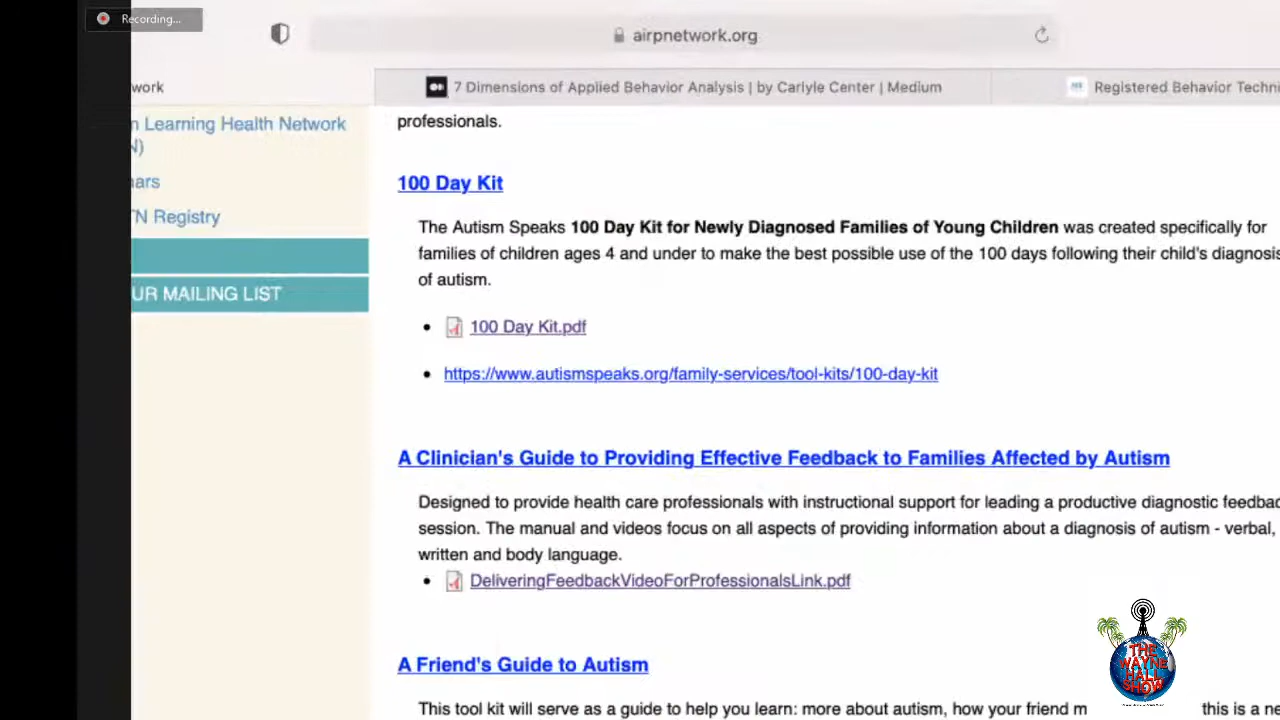 Recording...
airpnetwork.org
work
7 Dimensions of Applied Behavior Analysis | by Carlyle Center | Medium
Registered Behavior Techni
n Learning Health Network
N)
nars
TN Registry
UR MAILING LIST
professionals.
100 Day Kit
The Autism Speaks 100 Day Kit for Newly Diagnosed Families of Young Children was created specifically for
families of children ages 4 and under to make the best possible use of the 100 days following their child's diagnosis
of autism.
• 100 Day Kit.pdf
• https://www.autismspeaks.org/family-services/tool-kits/100-day-kit
A Clinician's Guide to Providing Effective Feedback to Families Affected by Autism
Designed to provide health care professionals with instructional support for leading a productive diagnostic feedba
session. The manual and videos focus on all aspects of providing information about a diagnosis of autism - verbal,
written and body language.
• DeliveringFeedbackVideoForProfessionalsLink.pdf
A Friend's Guide to Autism
This tool kit will serve as a guide to help you learn: more about autism, how your friend m
this is a ne
THE
WAYNE
HALL
SHOW